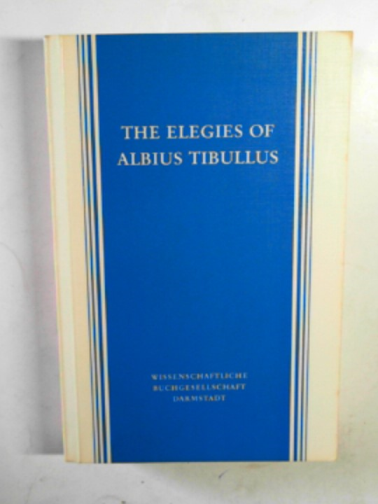 THE ELEGIES OF
ALBIUS TIBULLUS
WISSENSCHAFTLICHE
BUCHGESELLSCHAFT
DARMSTADT